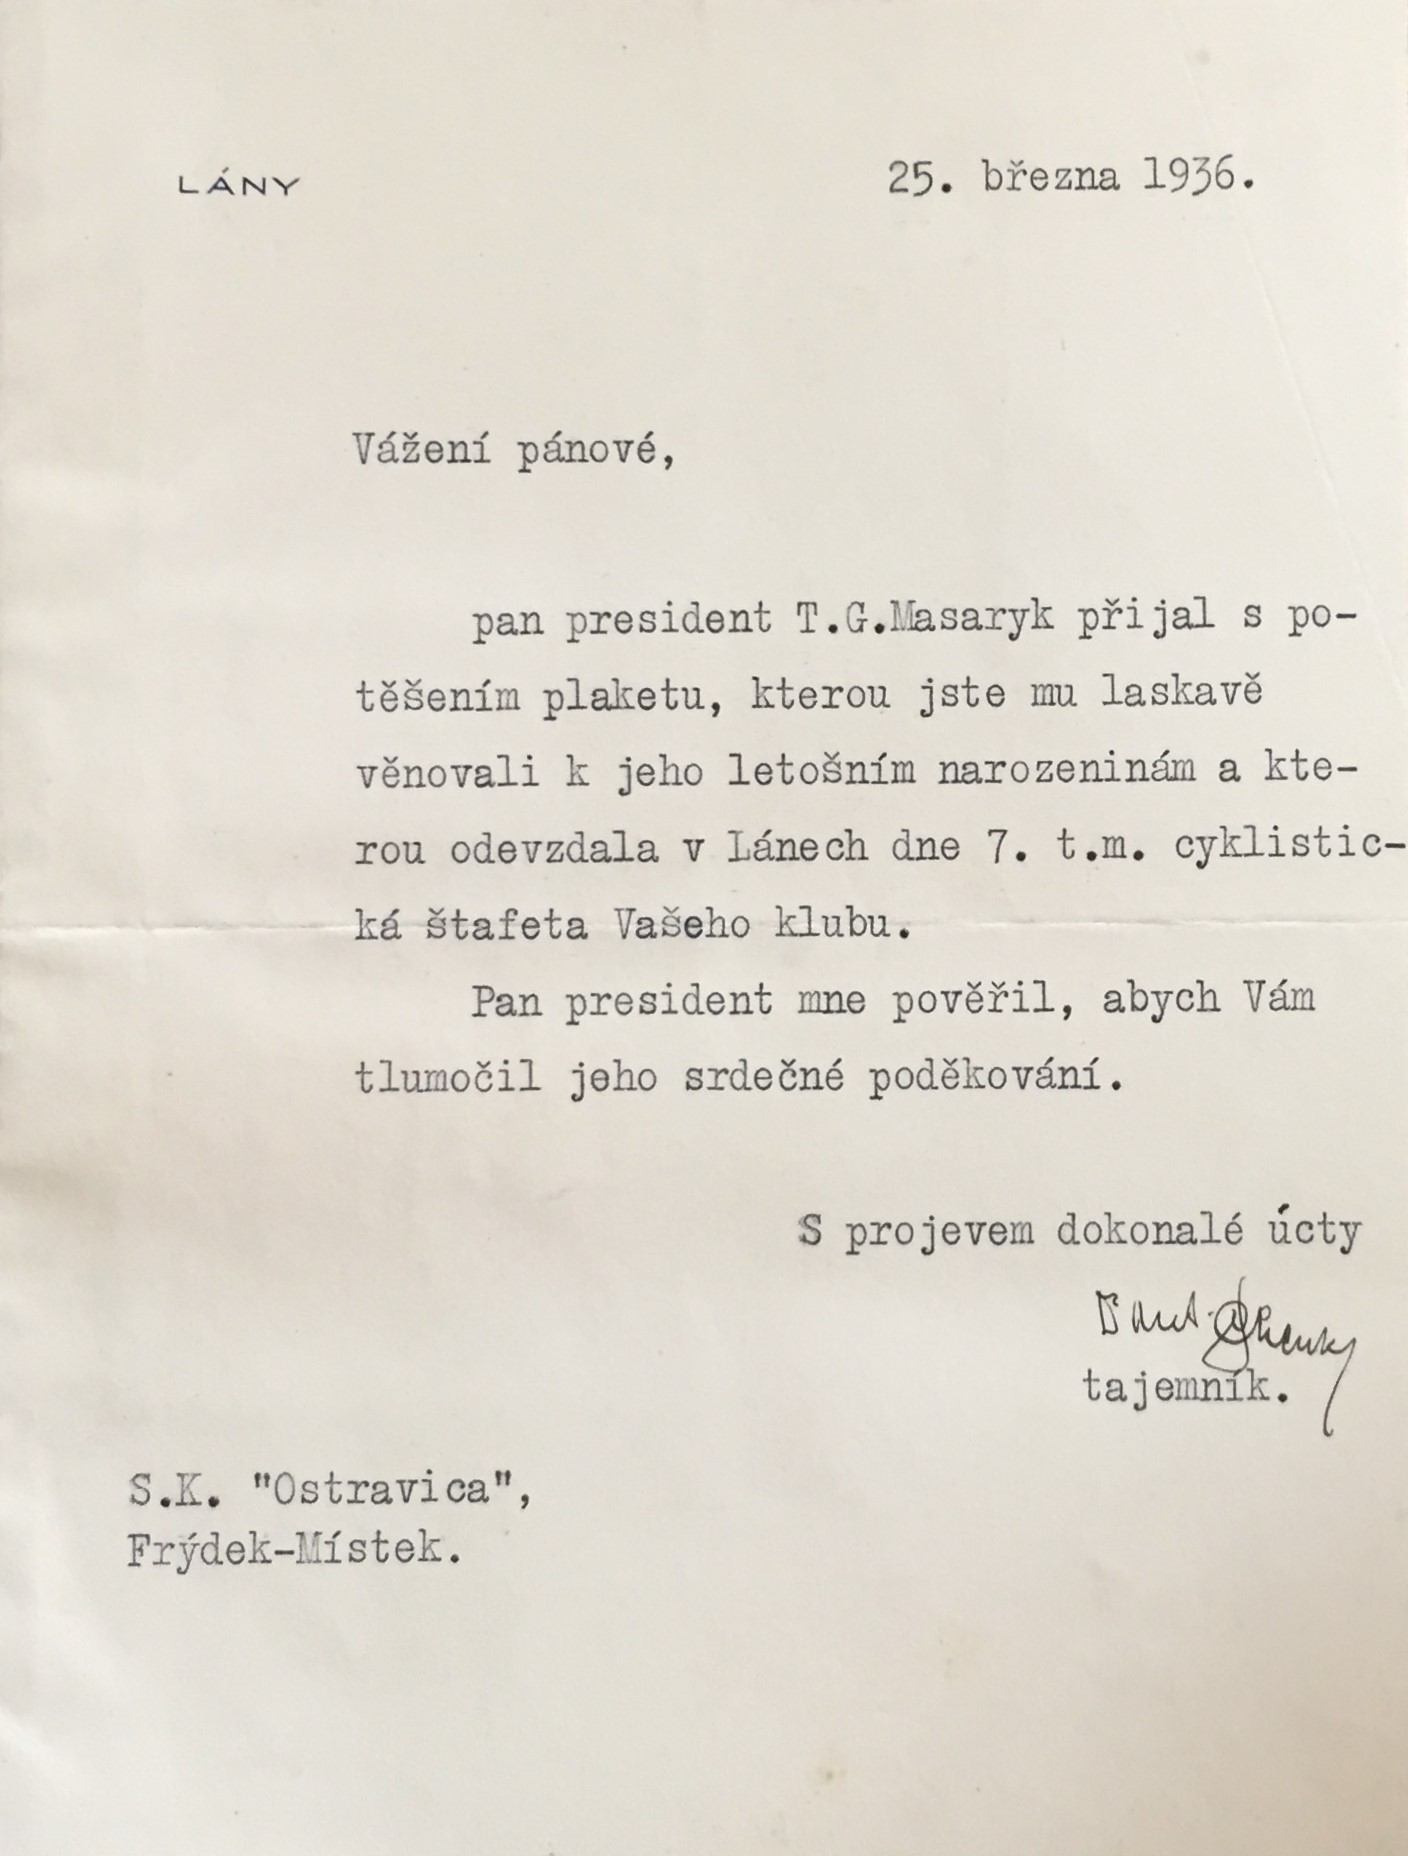 LÁNY
25. března 1936.
Vážení pánové,
pan president T.G.Masaryk přijal s po-
těšením plaketu, kterou jste mu laskavě
věnovali k jeho letošním narozeninám a kte-
rou odevzdala v Lánech dne 7. t.m. cyklistic-
ká štafeta Vašeho klubu.
Pan president mne pověřil, abych Vám
tlumočil jeho srdečné poděkování.
S projevem dokonalé úcty
tajemník.
S.K. "Ostravica",
Frýdek-Místek.